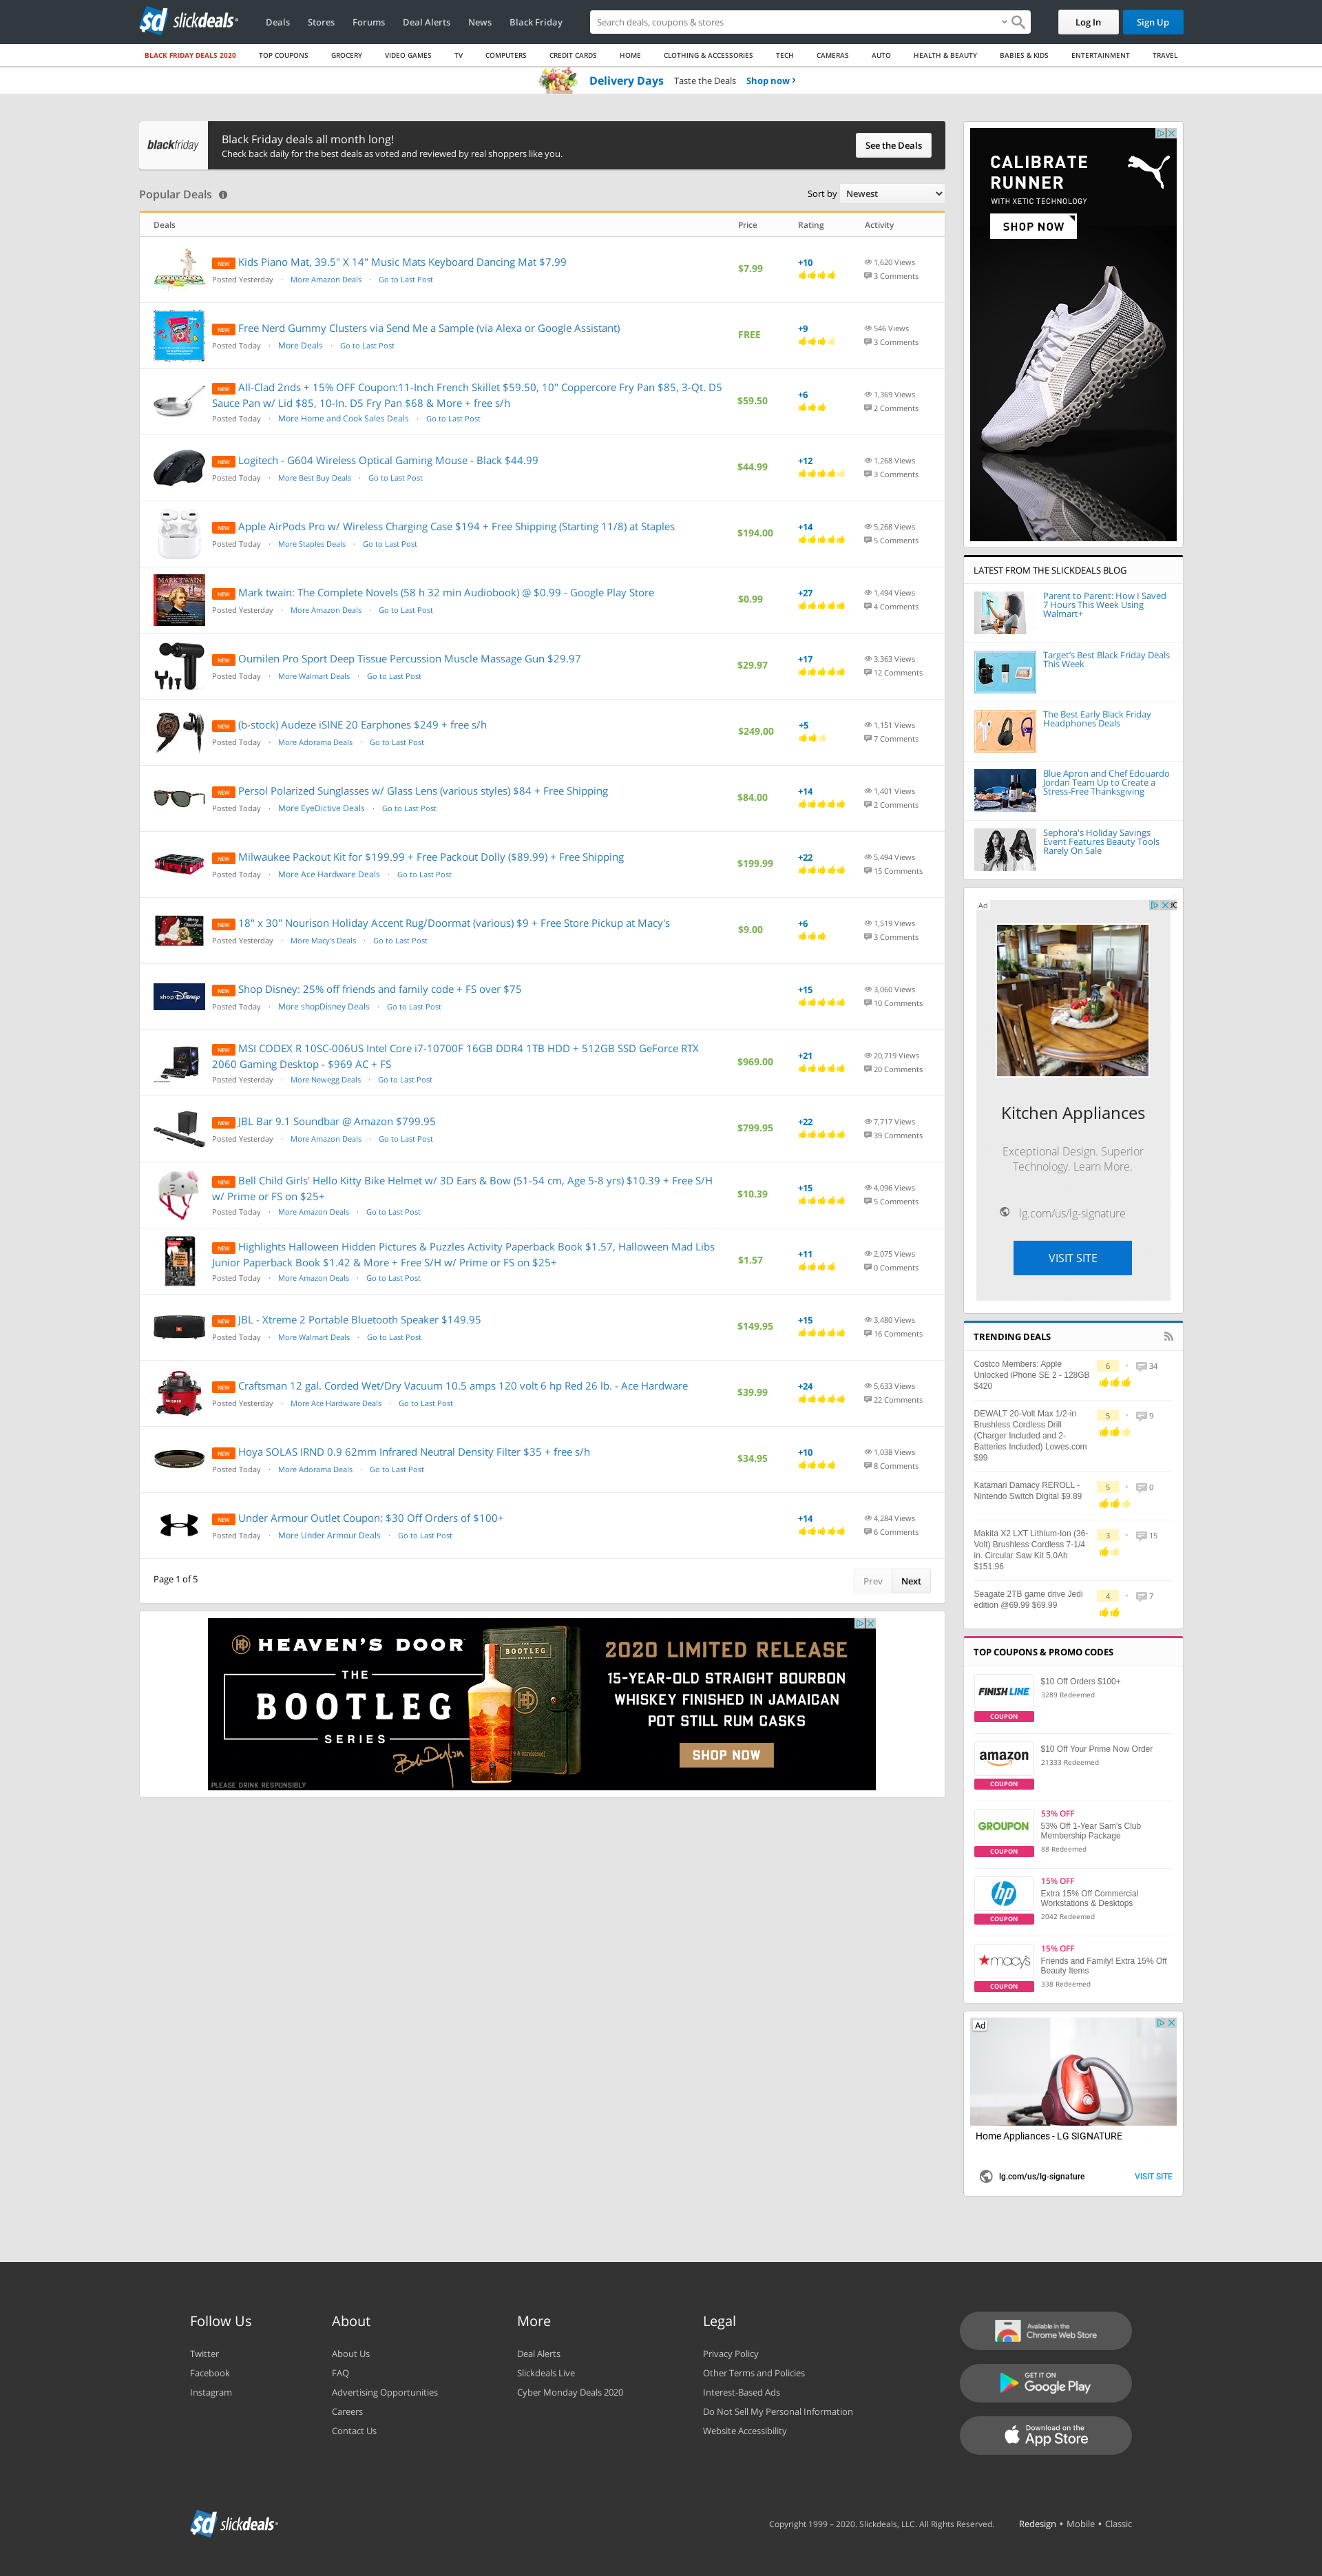 slickdeals
Deals
Stores
Forums
Deal Alerts
News
Black Friday
Search deals, coupons & stores
Log In
Sign Up
BLACK FRIDAY DEALS 2020
TOP COUPONS
GROCERY
VIDEO GAMES
TV
COMPUTERS
CREDIT CARDS
HOME
CLOTHING & ACCESSORIES
TECH
CAMERAS
AUTO
HEALTH & BEAUTY
BABIES & KIDS
ENTERTAINMENT
TRAVEL
Delivery Days Taste the Deals Shop now
blackfriday
Black Friday deals all month long!
Check back daily for the best deals as voted and reviewed by real shoppers like you.
See the Deals
Popular Deals
Sort by Newest
Deals Price Rating Activity
NEW Kids Piano Mat, 39.5" X 14" Music Mats Keyboard Dancing Mat $7.99
Posted Yesterday · More Amazon Deals · Go to Last Post
$7.99
+10
1,620 Views
3 Comments
NEW Free Nerd Gummy Clusters via Send Me a Sample (via Alexa or Google Assistant)
Posted Today · More Deals · Go to Last Post
FREE
+9
546 Views
3 Comments
NEW All-Clad 2nds + 15% OFF Coupon:11-Inch French Skillet $59.50, 10" Coppercore Fry Pan $85, 3-Qt. D5
Sauce Pan w/ Lid $85, 10-In. D5 Fry Pan $68 & More + free s/h
Posted Today · More Home and Cook Sales Deals · Go to Last Post
$59.50
+6
1,369 Views
2 Comments
NEW Logitech - G604 Wireless Optical Gaming Mouse - Black $44.99
Posted Today · More Best Buy Deals · Go to Last Post
$44.99
+12
1,268 Views
3 Comments
NEW Apple AirPods Pro w/ Wireless Charging Case $194 + Free Shipping (Starting 11/8) at Staples
Posted Today · More Staples Deals · Go to Last Post
$194.00
+14
5,268 Views
5 Comments
MARK TWAIN
NEW Mark twain: The Complete Novels (58 h 32 min Audiobook) @ $0.99 - Google Play Store
Posted Yesterday · More Amazon Deals · Go to Last Post
$0.99
+27
1,494 Views
4 Comments
NEW Oumilen Pro Sport Deep Tissue Percussion Muscle Massage Gun $29.97
Posted Today · More Walmart Deals · Go to Last Post
$29.97
+17
3,363 Views
12 Comments
NEW (b-stock) Audeze iSINE 20 Earphones $249 + free s/h
Posted Today · More Adorama Deals · Go to Last Post
$249.00
+5
1,151 Views
7 Comments
NEW Persol Polarized Sunglasses w/ Glass Lens (various styles) $84 + Free Shipping
Posted Today · More EyeDictive Deals · Go to Last Post
$84.00
+14
1,401 Views
2 Comments
NEW Milwaukee Packout Kit for $199.99 + Free Packout Dolly ($89.99) + Free Shipping
Posted Today · More Ace Hardware Deals · Go to Last Post
$199.99
+22
5,494 Views
15 Comments
NEW 18" x 30" Nourison Holiday Accent Rug/Doormat (various) $9 + Free Store Pickup at Macy's
Posted Yesterday · More Macy's Deals · Go to Last Post
$9.00
+6
1,519 Views
3 Comments
shop Disney
NEW Shop Disney: 25% off friends and family code + FS over $75
Posted Today · More shopDisney Deals · Go to Last Post
+15
3,060 Views
10 Comments
NEW MSI CODEX R 10SC-006US Intel Core i7-10700F 16GB DDR4 1TB HDD + 512GB SSD GeForce RTX
2060 Gaming Desktop - $969 AC + FS
Posted Yesterday · More Newegg Deals · Go to Last Post
$969.00
+21
20,719 Views
20 Comments
NEW JBL Bar 9.1 Soundbar @ Amazon $799.95
Posted Yesterday · More Amazon Deals · Go to Last Post
$799.95
+22
7,717 Views
39 Comments
NEW Bell Child Girls' Hello Kitty Bike Helmet w/ 3D Ears & Bow (51-54 cm, Age 5-8 yrs) $10.39 + Free S/H
w/ Prime or FS on $25+
Posted Today · More Amazon Deals · Go to Last Post
$10.39
+15
4,096 Views
5 Comments
NEW Highlights Halloween Hidden Pictures & Puzzles Activity Paperback Book $1.57, Halloween Mad Libs
Junior Paperback Book $1.42 & More + Free S/H w/ Prime or FS on $25+
Posted Today · More Amazon Deals · Go to Last Post
$1.57
+11
2,075 Views
0 Comments
NEW JBL - Xtreme 2 Portable Bluetooth Speaker $149.95
Posted Today · More Walmart Deals · Go to Last Post
$149.95
+15
3,480 Views
16 Comments
NEW Craftsman 12 gal. Corded Wet/Dry Vacuum 10.5 amps 120 volt 6 hp Red 26 lb. - Ace Hardware
Posted Yesterday · More Ace Hardware Deals · Go to Last Post
$39.99
+24
5,633 Views
22 Comments
NEW Hoya SOLAS IRND 0.9 62mm Infrared Neutral Density Filter $35 + free s/h
Posted Today · More Adorama Deals · Go to Last Post
$34.95
+10
1,038 Views
8 Comments
NEW Under Armour Outlet Coupon: $30 Off Orders of $100+
Posted Today · More Under Armour Deals · Go to Last Post
+14
4,284 Views
6 Comments
Page 1 of 5
Prev Next
HEAVEN'S DOOR
THE
BOOTLEG
SERIES
PLEASE DRINK RESPONSIBLY
2020 LIMITED RELEASE
15-YEAR-OLD STRAIGHT BOURBON
WHISKEY FINISHED IN JAMAICAN
POT STILL RUM CASKS
SHOP NOW
CALIBRATE
RUNNER
WITH XETIC TECHNOLOGY
SHOP NOW
LATEST FROM THE SLICKDEALS BLOG
Parent to Parent: How I Saved
7 Hours This Week Using
Walmart+
Target's Best Black Friday Deals
This Week
The Best Early Black Friday
Headphones Deals
Blue Apron and Chef Edouardo
Jordan Team Up to Create a
Stress-Free Thanksgiving
Sephora's Holiday Savings
Event Features Beauty Tools
Rarely On Sale
Ad
Kitchen Appliances
Exceptional Design. Superior
Technology. Learn More.
lg.com/us/lg-signature
VISIT SITE
TRENDING DEALS
Costco Members: Apple
Unlocked iPhone SE 2 - 128GB
$420
6
34
DEWALT 20-Volt Max 1/2-in
Brushless Cordless Drill
(Charger Included and 2-
Batteries Included) Lowes.com
$99
5
9
Katamari Damacy REROLL -
Nintendo Switch Digital $9.89
5
0
Makita X2 LXT Lithium-Ion (36-
Volt) Brushless Cordless 7-1/4
in. Circular Saw Kit 5.0Ah
$151.96
3
15
Seagate 2TB game drive Jedi
edition @69.99 $69.99
4
7
TOP COUPONS & PROMO CODES
FINISH LINE
COUPON
$10 Off Orders $100+
3289 Redeemed
amazon
COUPON
$10 Off Your Prime Now Order
21333 Redeemed
GROUPON
COUPON
53% OFF
53% Off 1-Year Sam's Club
Membership Package
88 Redeemed
hp
COUPON
15% OFF
Extra 15% Off Commercial
Workstations & Desktops
2042 Redeemed
macy's
COUPON
15% OFF
Friends and Family! Extra 15% Off
Beauty Items
338 Redeemed
Ad
Home Appliances - LG SIGNATURE
lg.com/us/lg-signature
VISIT SITE
Follow Us
Twitter
Facebook
Instagram
About
About Us
FAQ
Advertising Opportunities
Careers
Contact Us
More
Deal Alerts
Slickdeals Live
Cyber Monday Deals 2020
Legal
Privacy Policy
Other Terms and Policies
Interest-Based Ads
Do Not Sell My Personal Information
Website Accessibility
Available in the
Chrome Web Store
GET IT ON
Google Play
Download on the
App Store
slickdeals
Copyright 1999 – 2020. Slickdeals, LLC. All Rights Reserved.
Redesign • Mobile • Classic